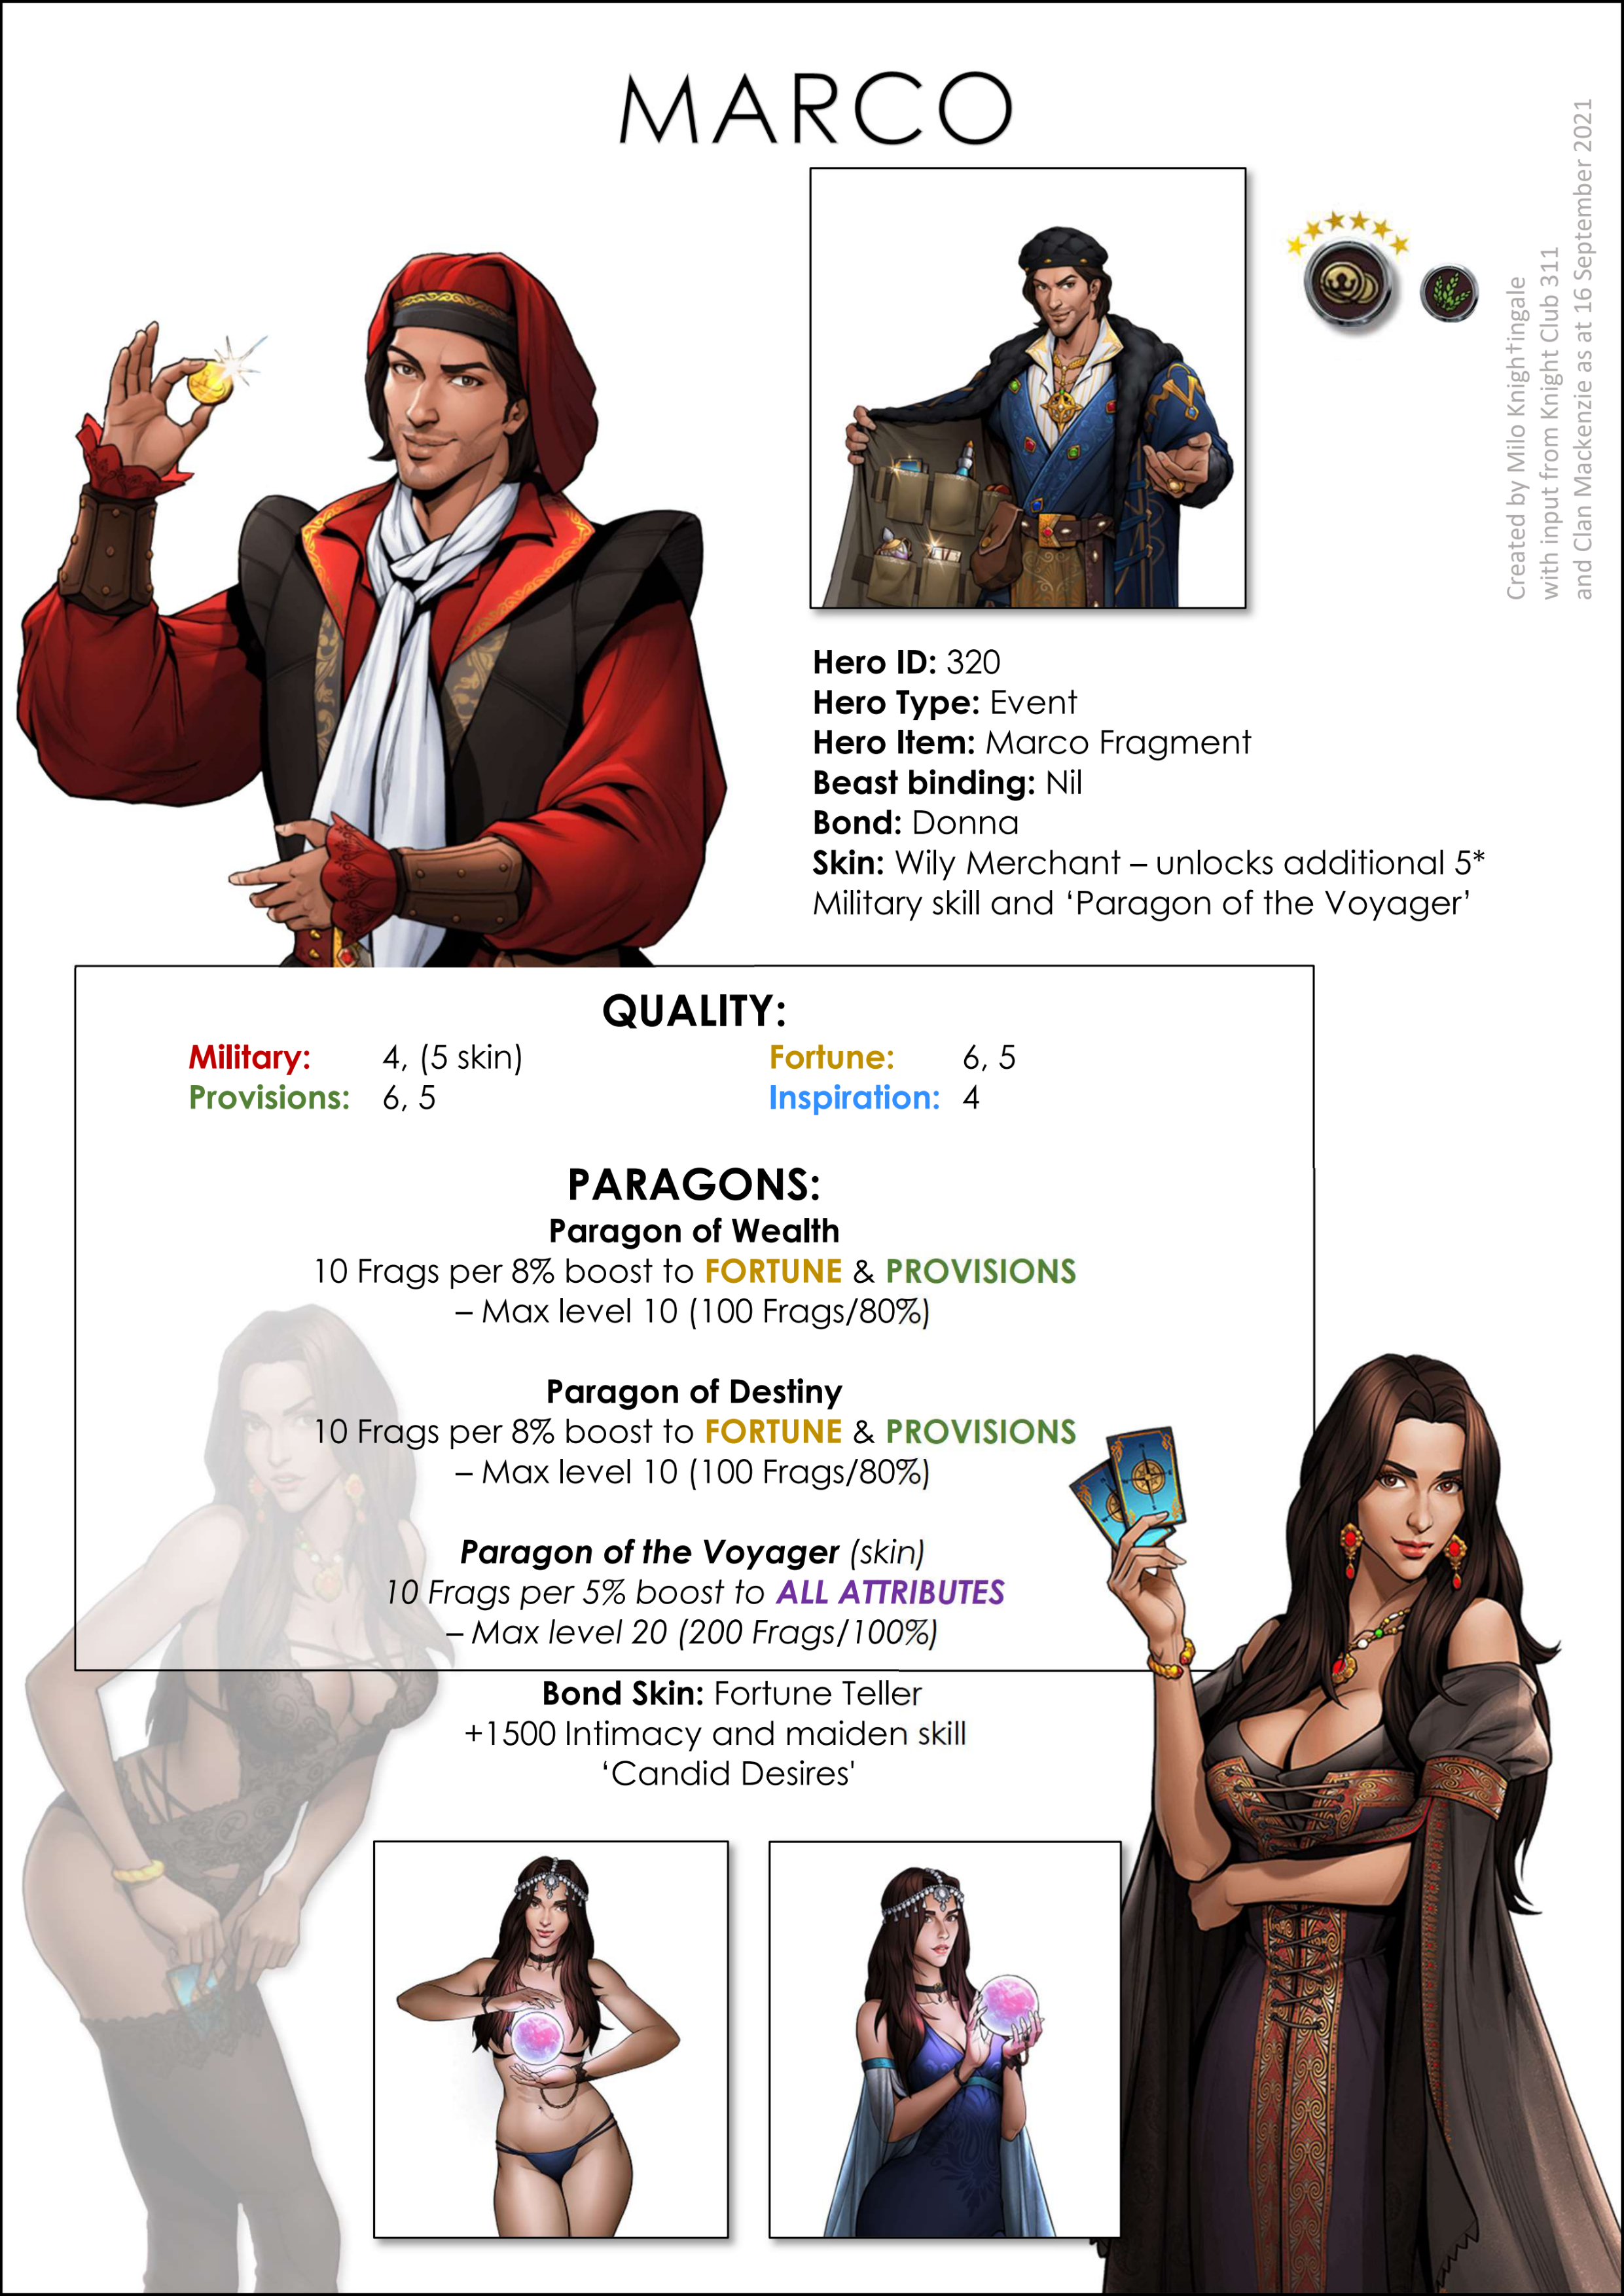 MARCO
Created by Milo Knightingale
with input from Knight Club 311
and Clan Mackenzie as at 16 September 2021
Hero ID: 320
Hero Type: Event
Hero Item: Marco Fragment
Beast binding: Nil
Bond: Donna
Skin: Wily Merchant – unlocks additional 5*
Military skill and ‘Paragon of the Voyager’
QUALITY:
Military: 4, (5 skin) Fortune: 6, 5
Provisions: 6, 5 Inspiration: 4
PARAGONS:
Paragon of Wealth
10 Frags per 8% boost to FORTUNE & PROVISIONS
– Max level 10 (100 Frags/80%)
Paragon of Destiny
10 Frags per 8% boost to FORTUNE & PROVISIONS
– Max level 10 (100 Frags/80%)
Paragon of the Voyager (skin)
10 Frags per 5% boost to ALL ATTRIBUTES
– Max level 20 (200 Frags/100%)
Bond Skin: Fortune Teller
+1500 Intimacy and maiden skill
‘Candid Desires'